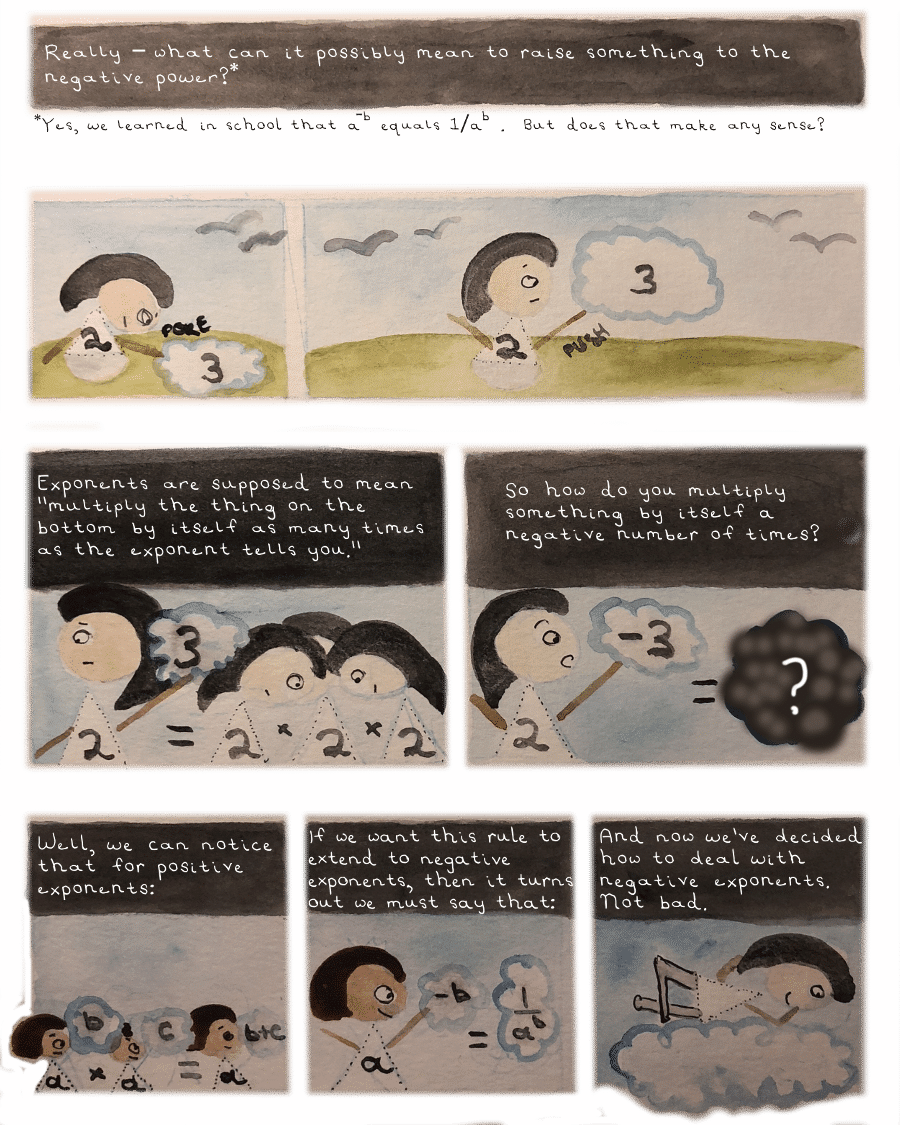 Really – what can it possibly mean to raise something to the
negative power?*
*Yes, we learned in school that a^-b equals 1/a^b . But does that make any sense?
2
POKE
3
2
PUSH
3
Exponents are supposed to mean
"multiply the thing on the
bottom by itself as many times
as the exponent tells you."
3
2 = 2 × 2 × 2
So how do you multiply
something by itself a
negative number of times?
-3
2 = ?
Well, we can notice
that for positive
exponents:
b c b+c
a × a = a
If we want this rule to
extend to negative
exponents, then it turns
out we must say that:
-b
a = 1/a^b
And now we've decided
how to deal with
negative exponents.
Not bad.